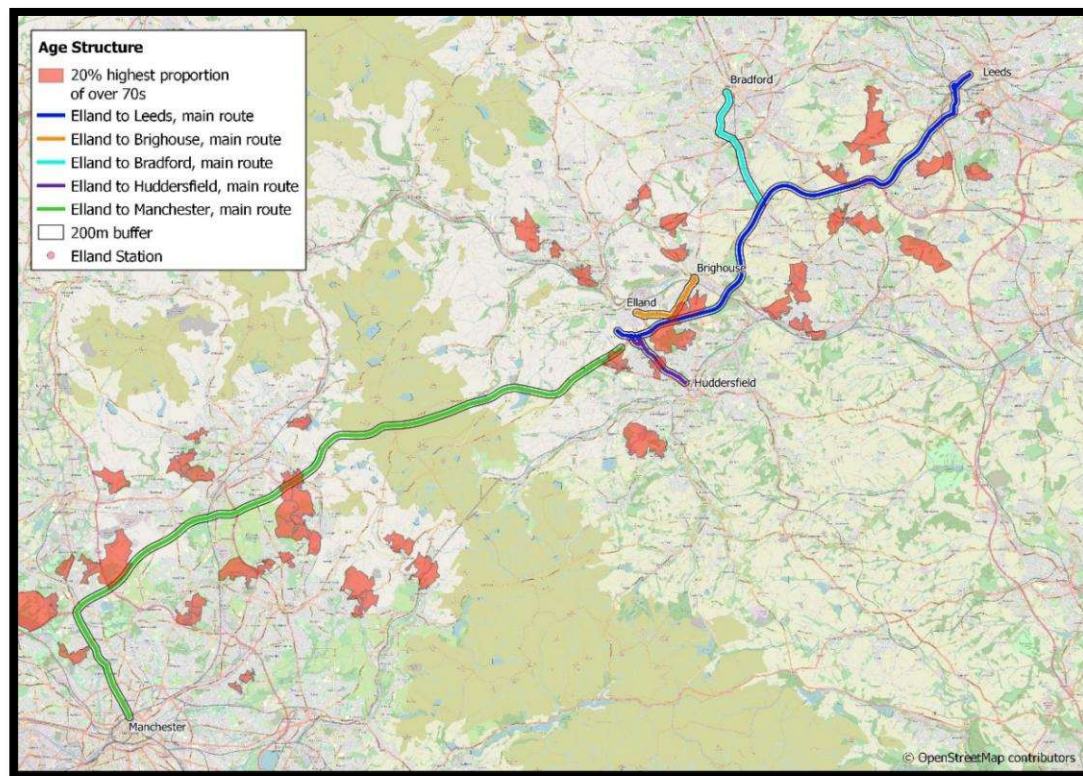 Age Structure
20% highest proportion
of over 70s
Elland to Leeds, main route
Elland to Brighouse, main route
Elland to Bradford, main route
Elland to Huddersfield, main route
Elland to Manchester, main route
200m buffer
Elland Station
Bradford
Leeds
Brighouse
Elland
Huddersfield
Manchester
© OpenStreetMap contributors